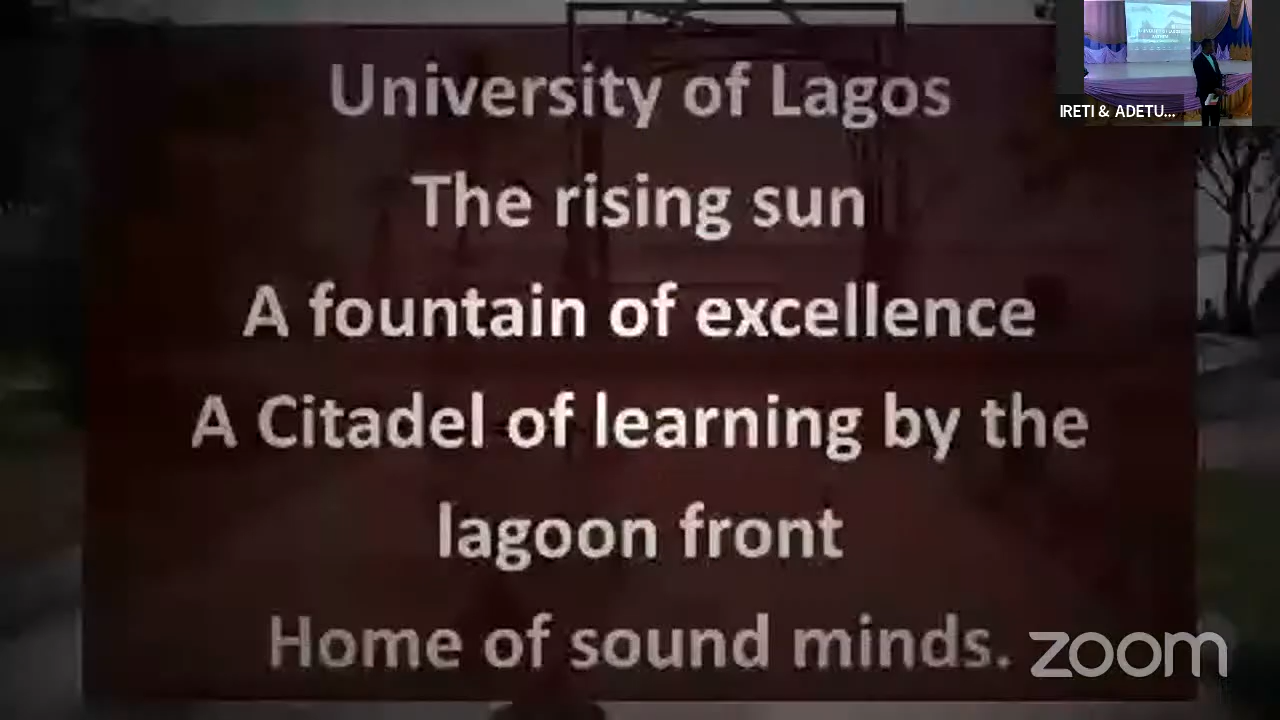 University of Lagos
The rising sun
A fountain of excellence
A Citadel of learning by the
lagoon front
Home of sound minds.
IRETI & ADETU...
zoom